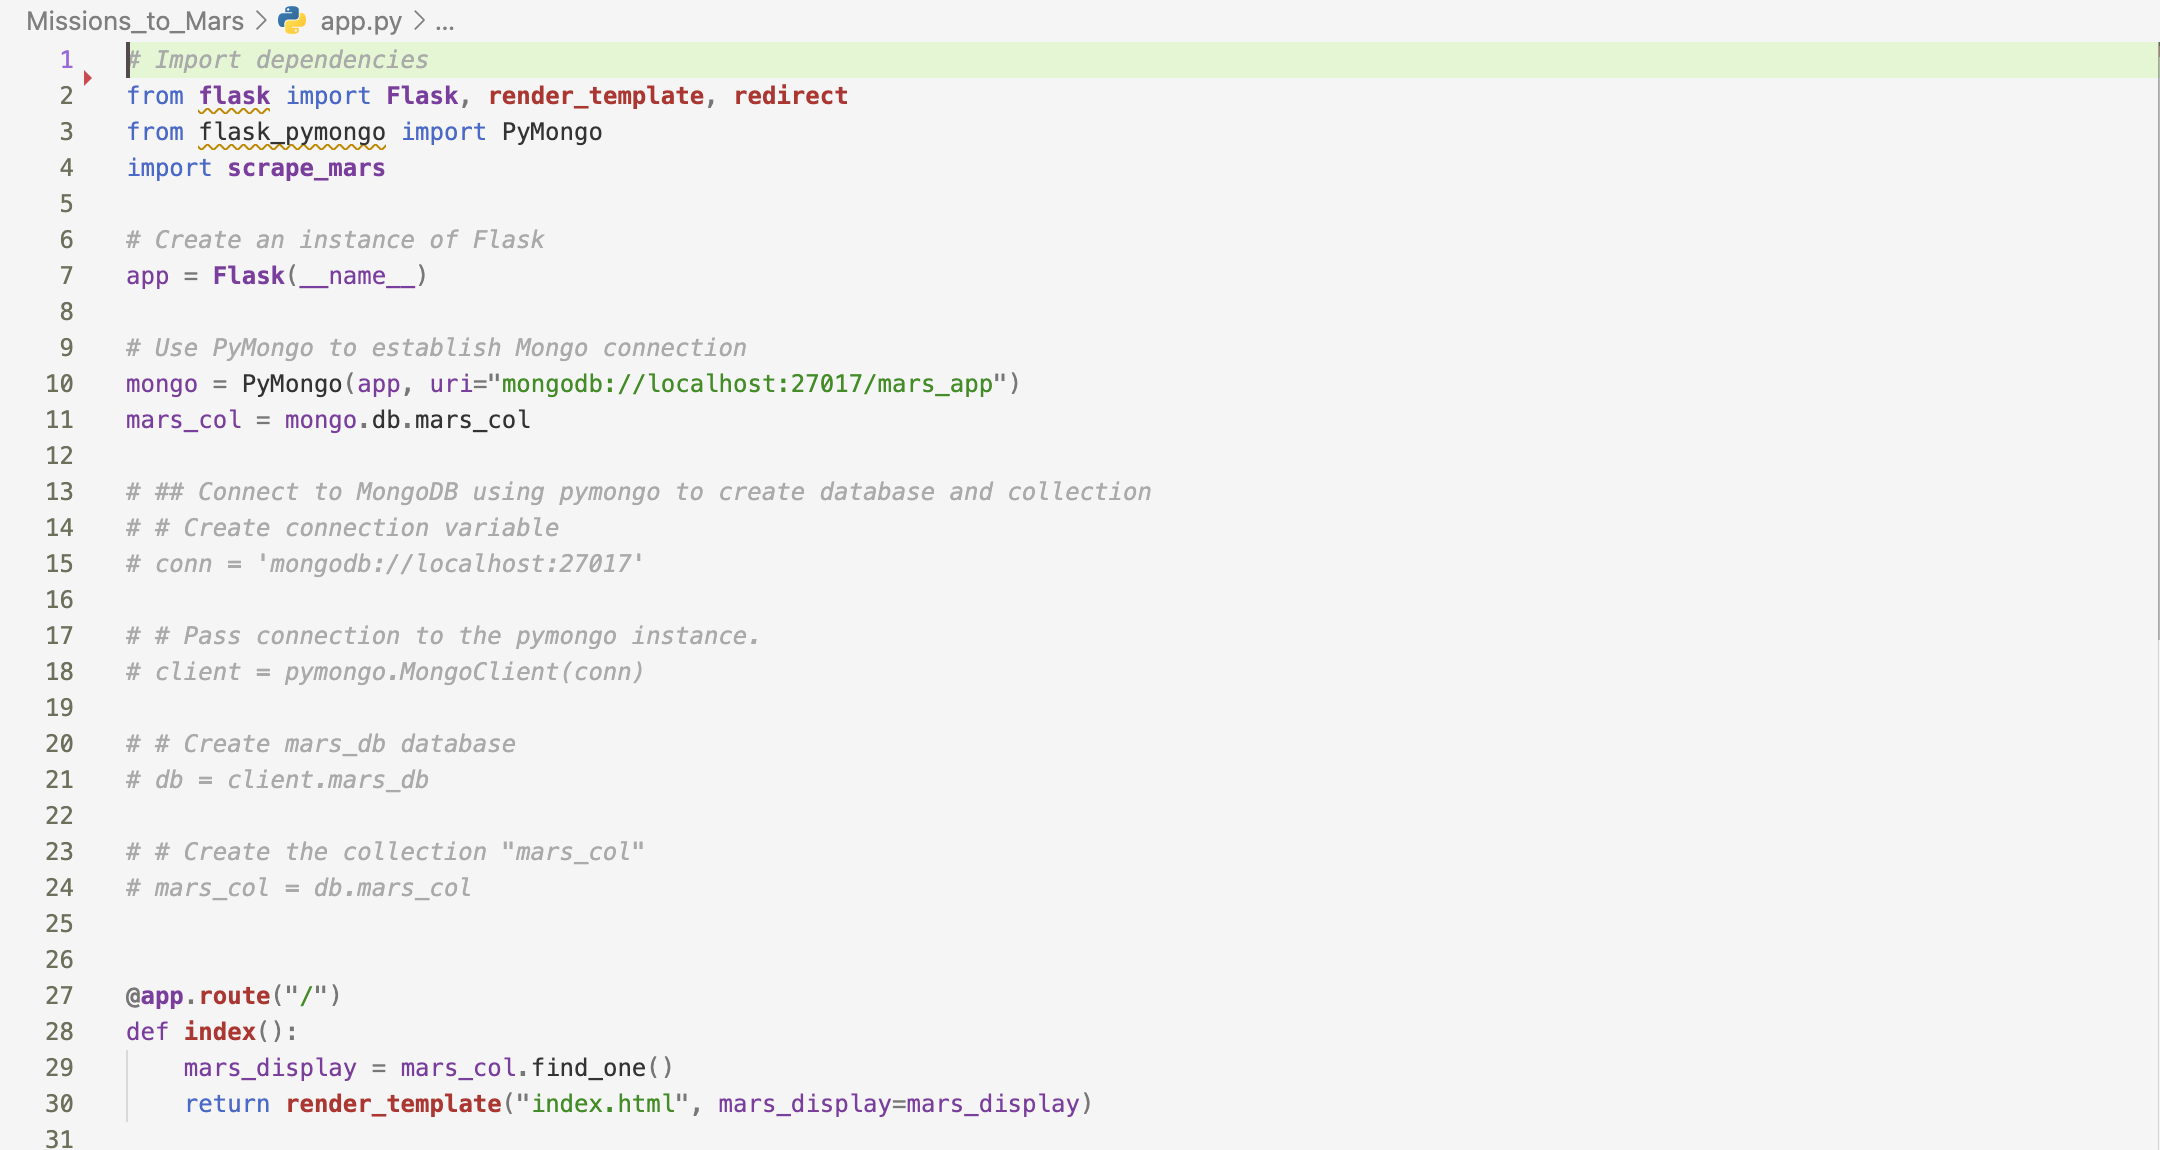 Missions_to_Mars > app.py > ...
1 # Import dependencies
2 from flask import Flask, render_template, redirect
3 from flask_pymongo import PyMongo
4 import scrape_mars
5
6 # Create an instance of Flask
7 app = Flask(__name__)
8
9 # Use PyMongo to establish Mongo connection
10 mongo = PyMongo(app, uri="mongodb://localhost:27017/mars_app")
11 mars_col = mongo.db.mars_col
12
13 # ## Connect to MongoDB using pymongo to create database and collection
14 # # Create connection variable
15 # conn = 'mongodb://localhost:27017'
16
17 # # Pass connection to the pymongo instance.
18 # client = pymongo.MongoClient(conn)
19
20 # # Create mars_db database
21 # db = client.mars_db
22
23 # # Create the collection "mars_col"
24 # mars_col = db.mars_col
25
26
27 @app.route("/")
28 def index():
29     mars_display = mars_col.find_one()
30     return render_template("index.html", mars_display=mars_display)
31